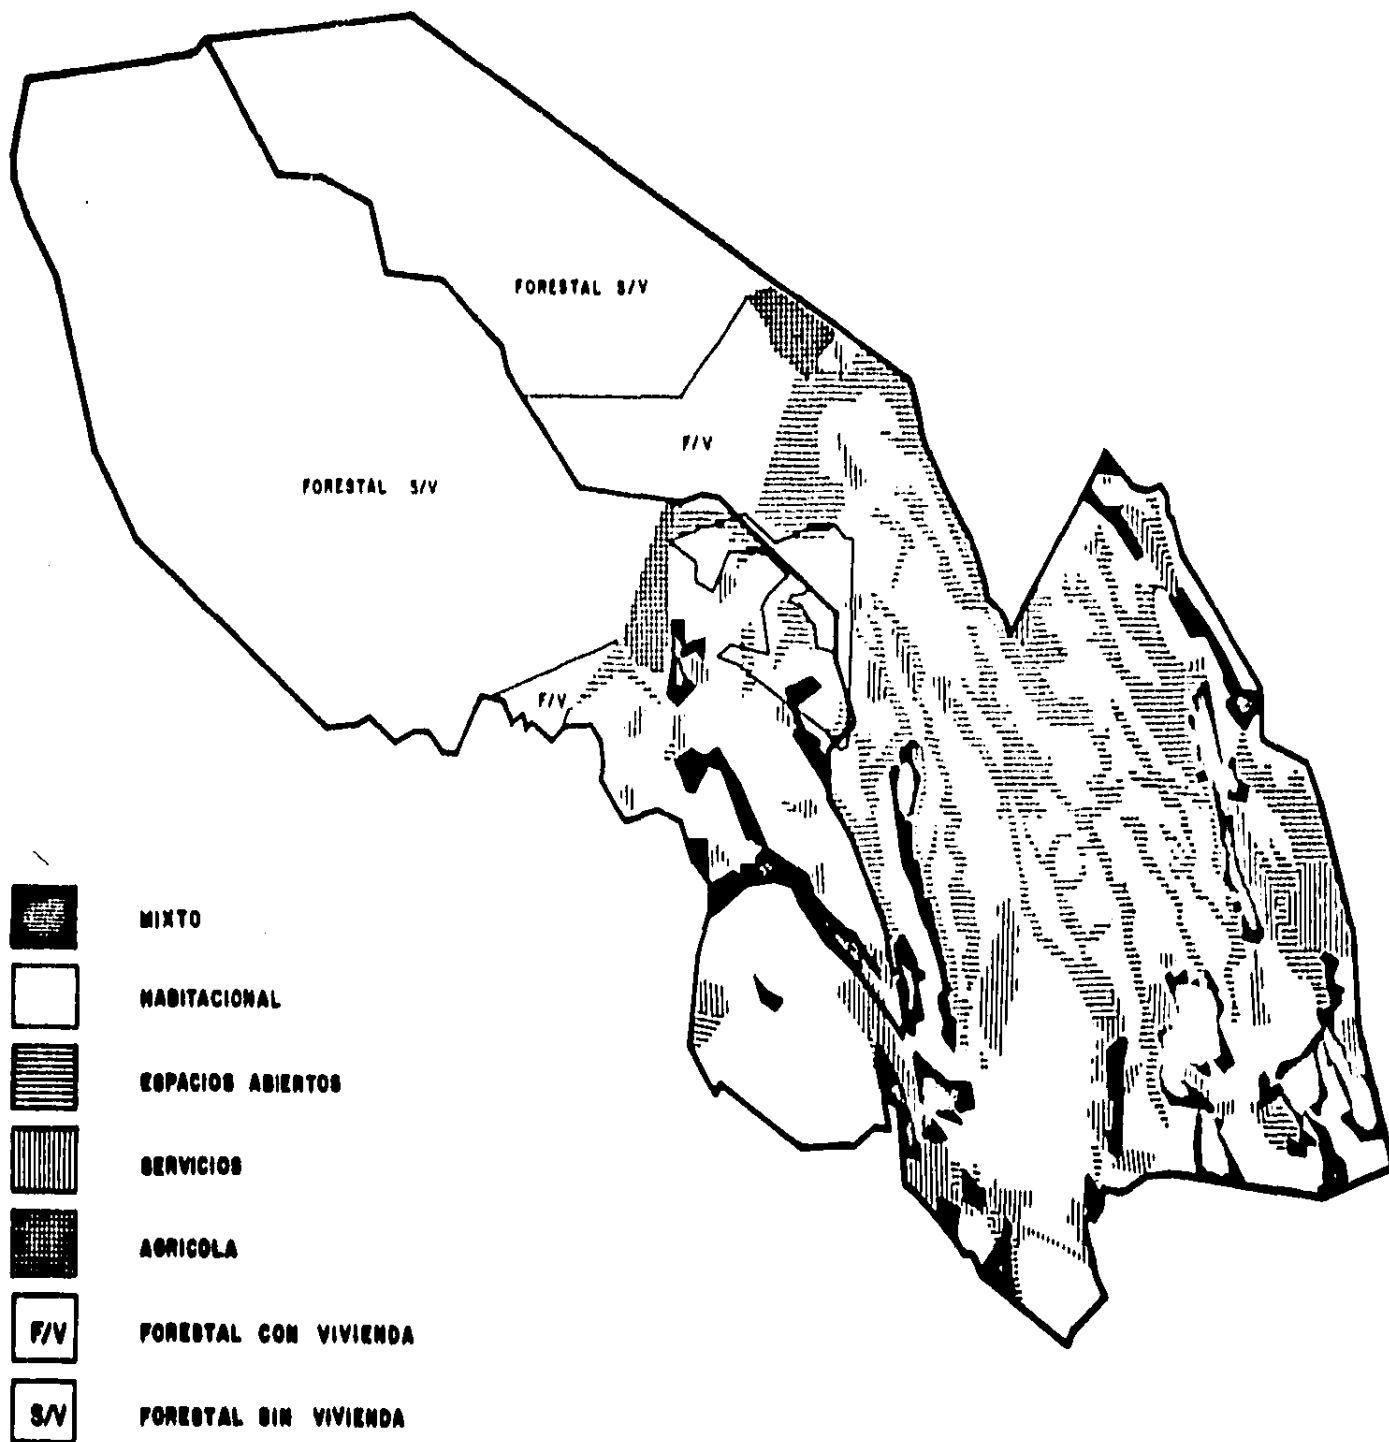 FORESTAL S/V
F/V
FORESTAL S/V
F/V
MIXTO
HABITACIONAL
ESPACIOS ABIERTOS
SERVICIOS
AGRICOLA
F/V FORESTAL CON VIVIENDA
S/V FORESTAL SIN VIVIENDA